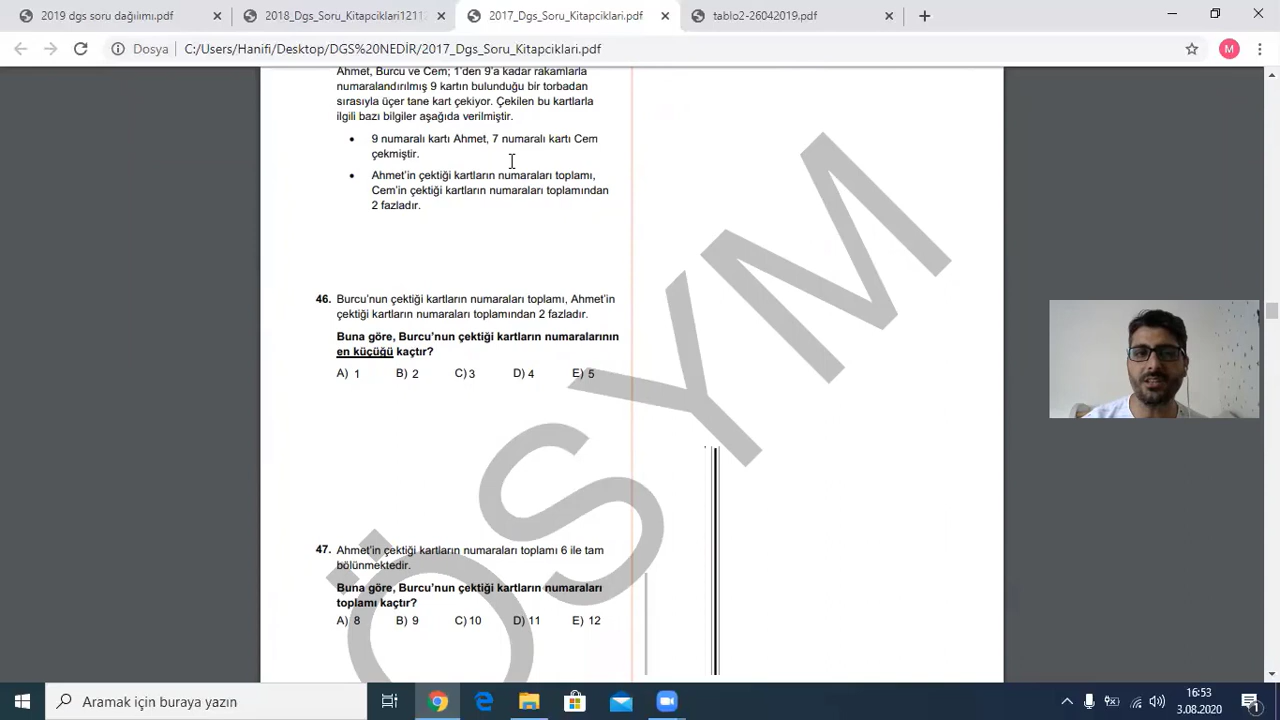 2019 dgs soru dağılımı.pdf
2018_Dgs_Soru_Kitapciklari1211
2017_Dgs_Soru_Kitapciklari.pdf
tablo2-26042019.pdf
Dosya
C:/Users/Hanifi/Desktop/DGS%20NEDİR/2017_Dgs_Soru_Kitapciklari.pdf
M
Ahmet, Burcu ve Cem; 1’den 9’a kadar rakamlarla
numaralandırılmış 9 kartın bulunduğu bir torbadan
sırasıyla üçer tane kart çekiyor. Çekilen bu kartlarla
ilgili bazı bilgiler aşağıda verilmiştir.
• 9 numaralı kartı Ahmet, 7 numaralı kartı Cem
çekmiştir.
• Ahmet’in çektiği kartların numaraları toplamı,
Cem’in çektiği kartların numaraları toplamından
2 fazladır.
46. Burcu’nun çektiği kartların numaraları toplamı, Ahmet’in
çektiği kartların numaraları toplamından 2 fazladır.
Buna göre, Burcu’nun çektiği kartların numaralarının
en küçüğü kaçtır?
A) 1 B) 2 C) 3 D) 4 E) 5
47. Ahmet’in çektiği kartların numaraları toplamı 6 ile tam
bölünmektedir.
Buna göre, Burcu’nun çektiği kartların numaraları
toplamı kaçtır?
A) 8 B) 9 C) 10 D) 11 E) 12
ÖSYM
Aramak için buraya yazın
16:53
3.08.2020
1